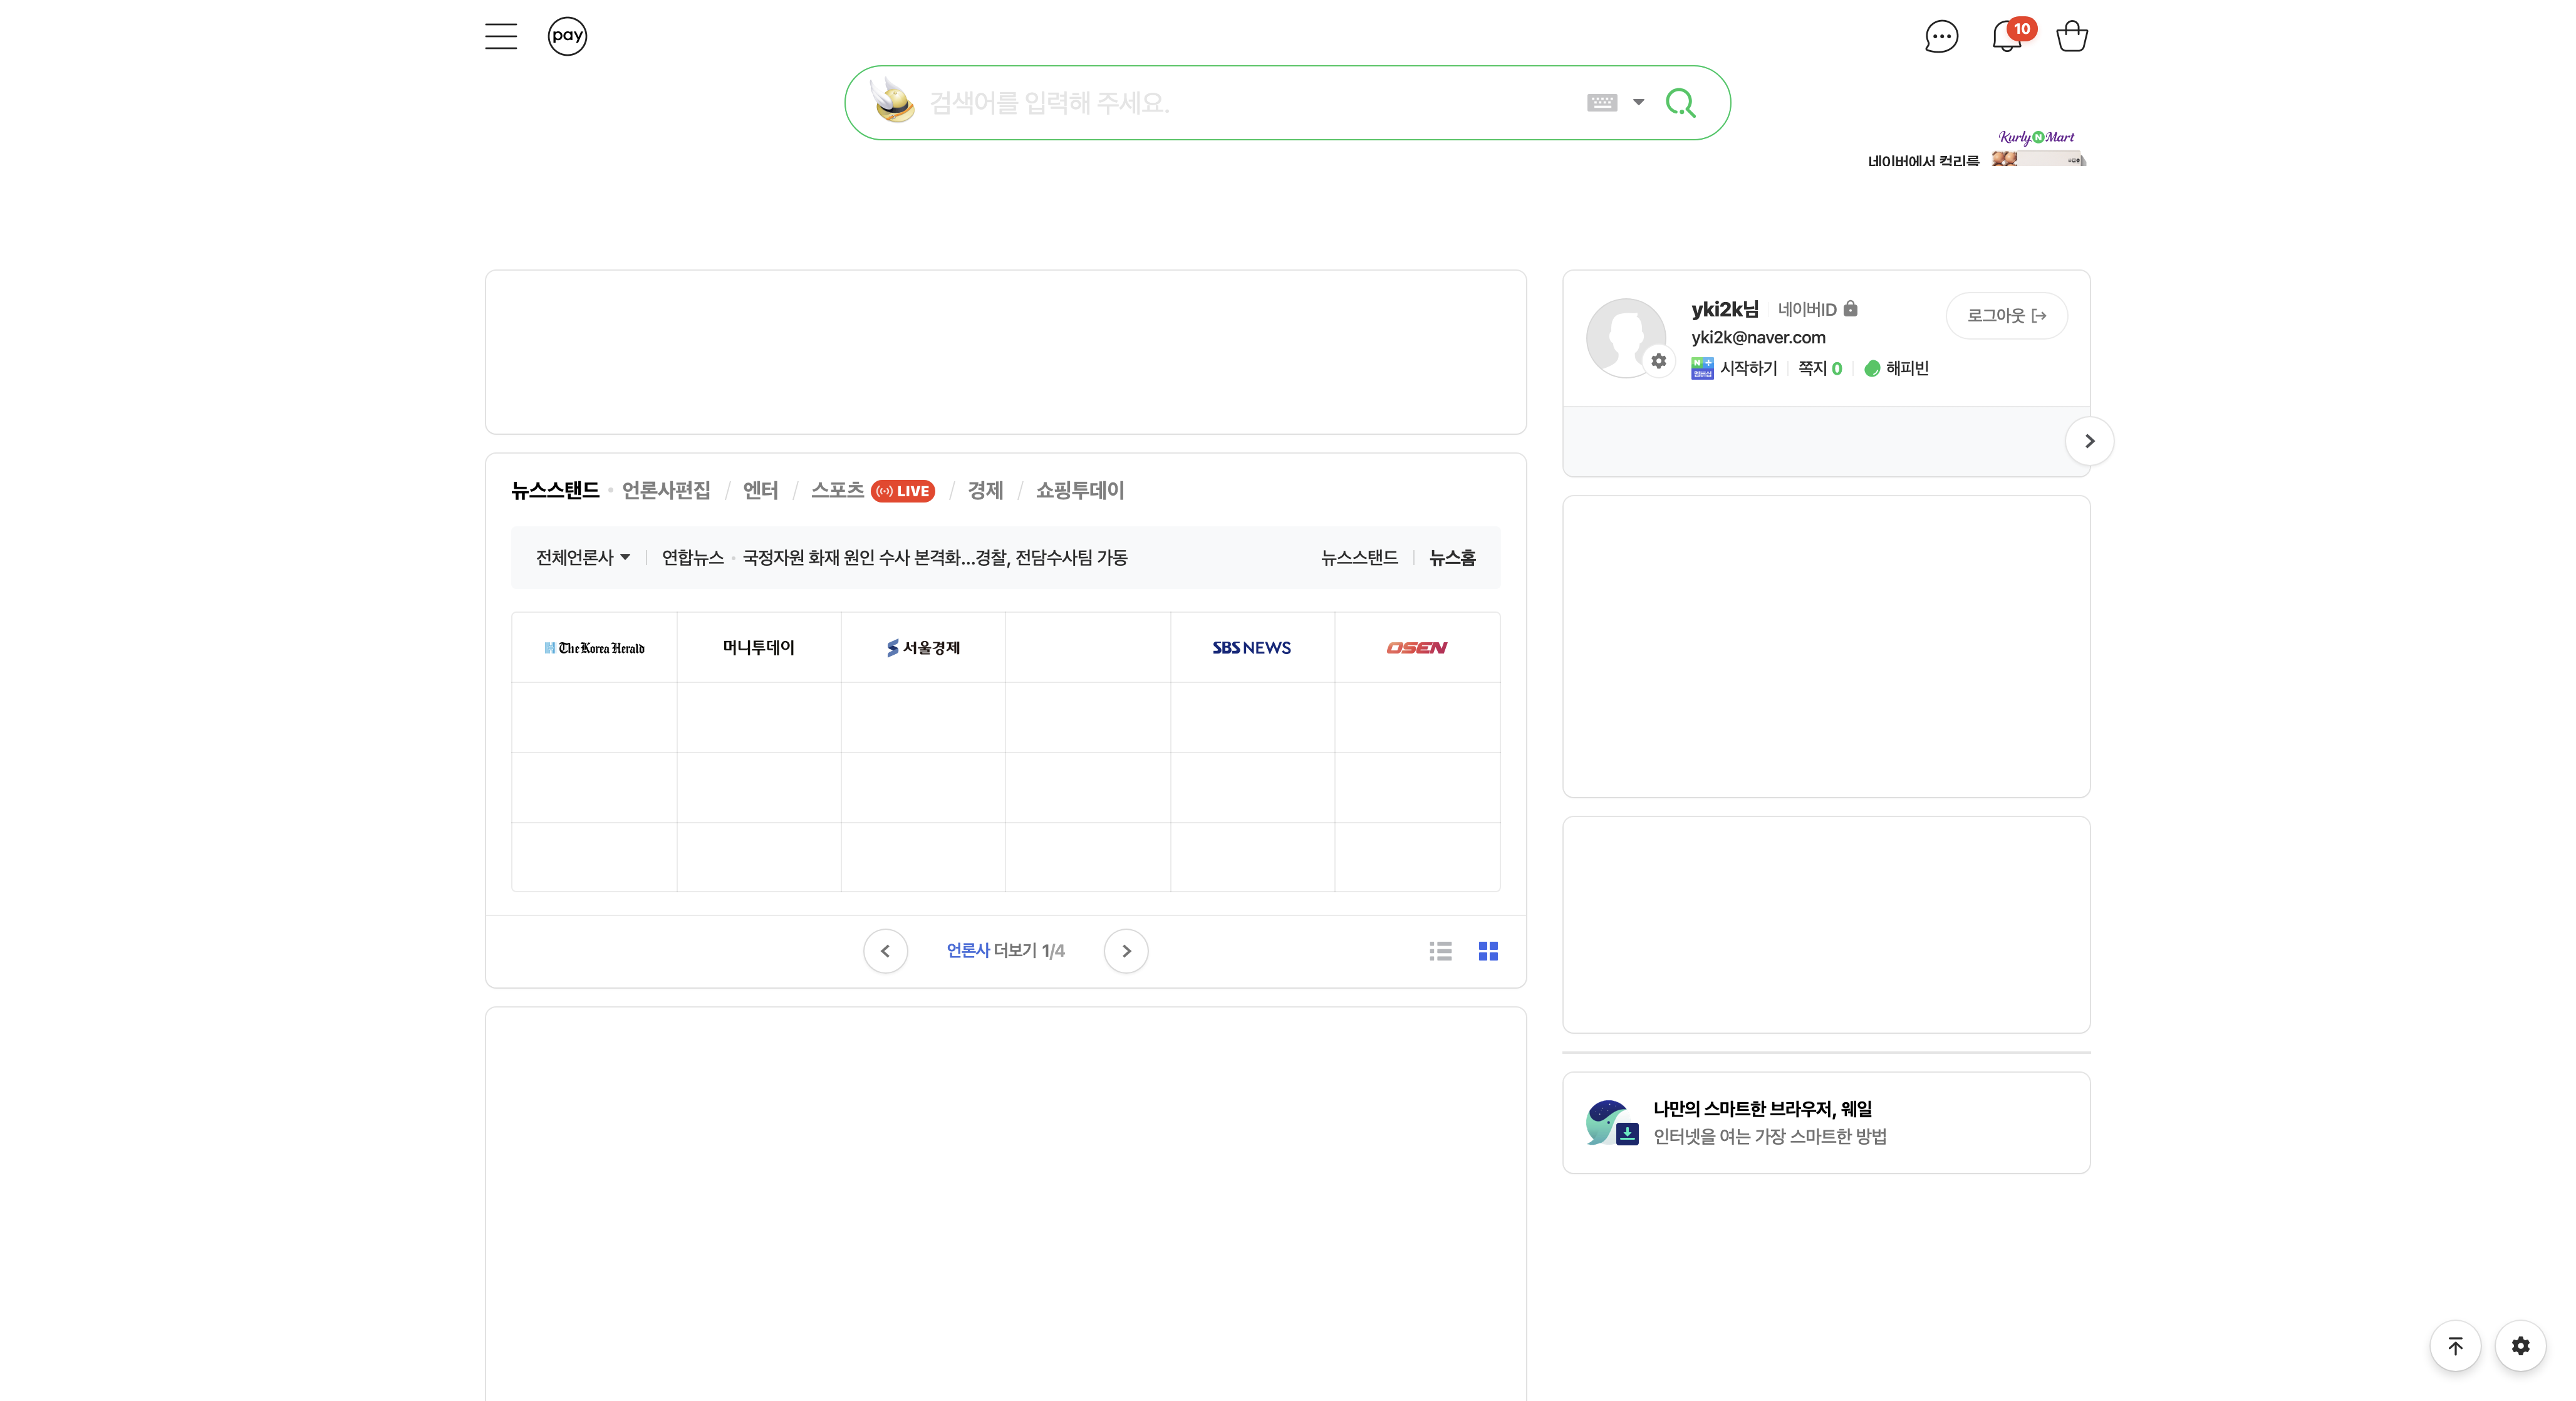 pay
10
검색어를 입력해 주세요.
Kurly N Mart
네이버에서 컬리를
yki2k님 네이버ID
로그아웃
yki2k@naver.com
시작하기 쪽지 0 해피빈
뉴스스탠드 · 언론사편집 / 엔터 / 스포츠 LIVE / 경제 / 쇼핑투데이
전체언론사 연합뉴스 · 국정자원 화재 원인 수사 본격화...경찰, 전담수사팀 가동 뉴스스탠드 뉴스홈
The Korea Herald 머니투데이 서울경제 SBS NEWS OSEN
언론사 더보기 1/4
나만의 스마트한 브라우저, 웨일
인터넷을 여는 가장 스마트한 방법